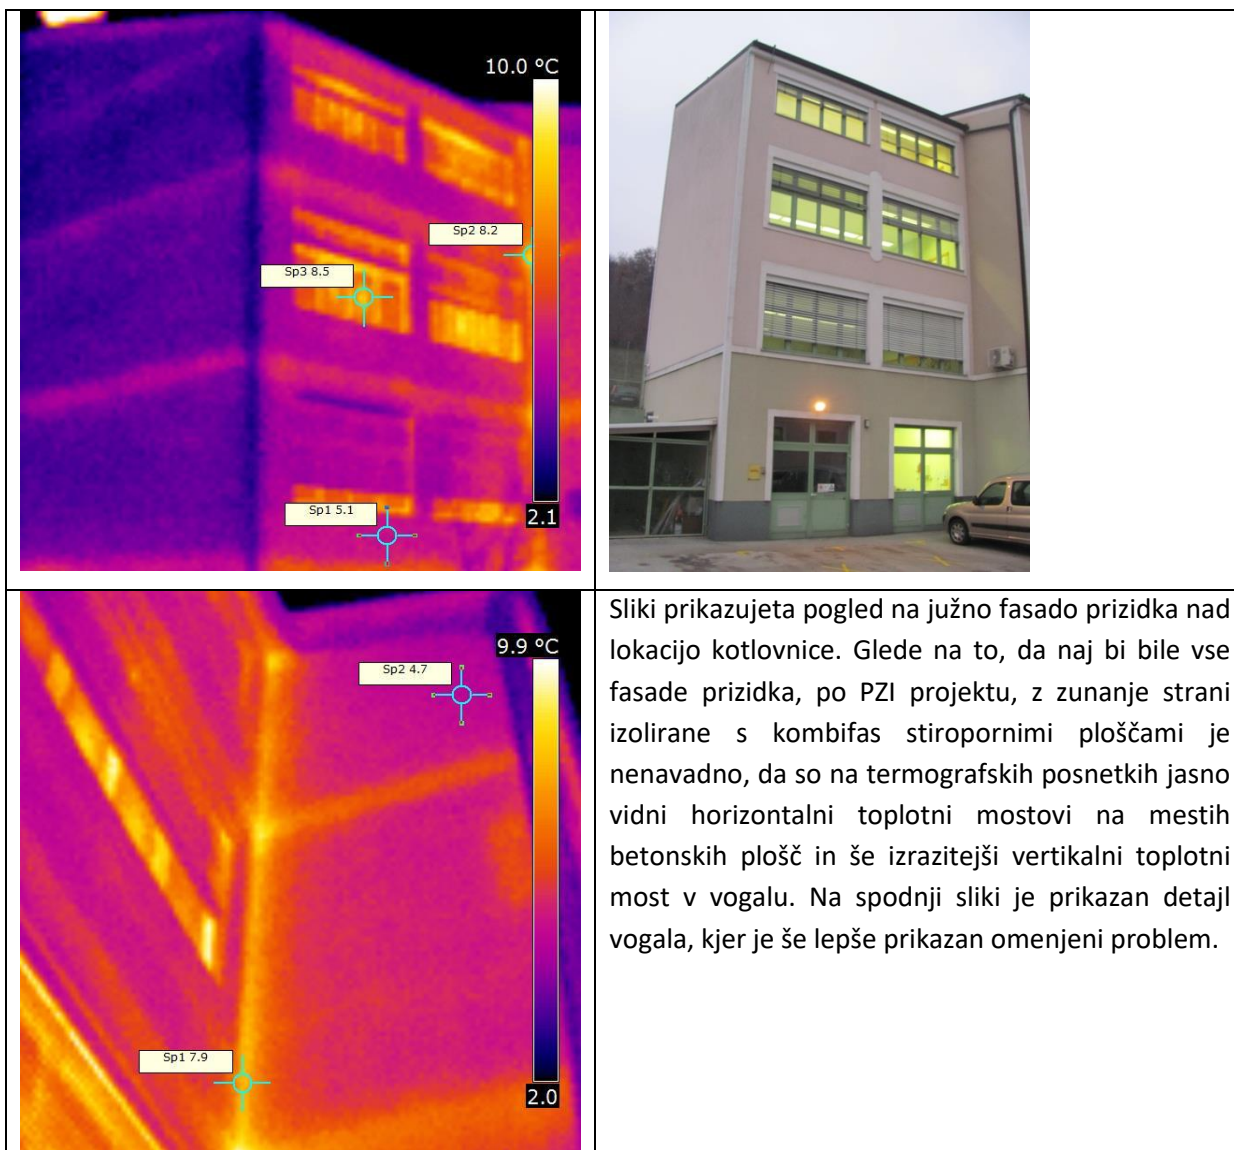 10.0 °C
Sp2 8.2
Sp3 8.5
Sp1 5.1
2.1
9.9 °C
Sp2 4.7
Sp1 7.9
2.0
Sliki prikazujeta pogled na južno fasado prizidka nad
lokacijo kotlovnice. Glede na to, da naj bi bile vse
fasade prizidka, po PZI projektu, z zunanje strani
izolirane s kombifas stiropornimi ploščami je
nenavadno, da so na termografskih posnetkih jasno
vidni horizontalni toplotni mostovi na mestih
betonskih plošč in še izrazitejši vertikalni toplotni
most v vogalu. Na spodnji sliki je prikazan detajl
vogala, kjer je še lepše prikazan omenjeni problem.